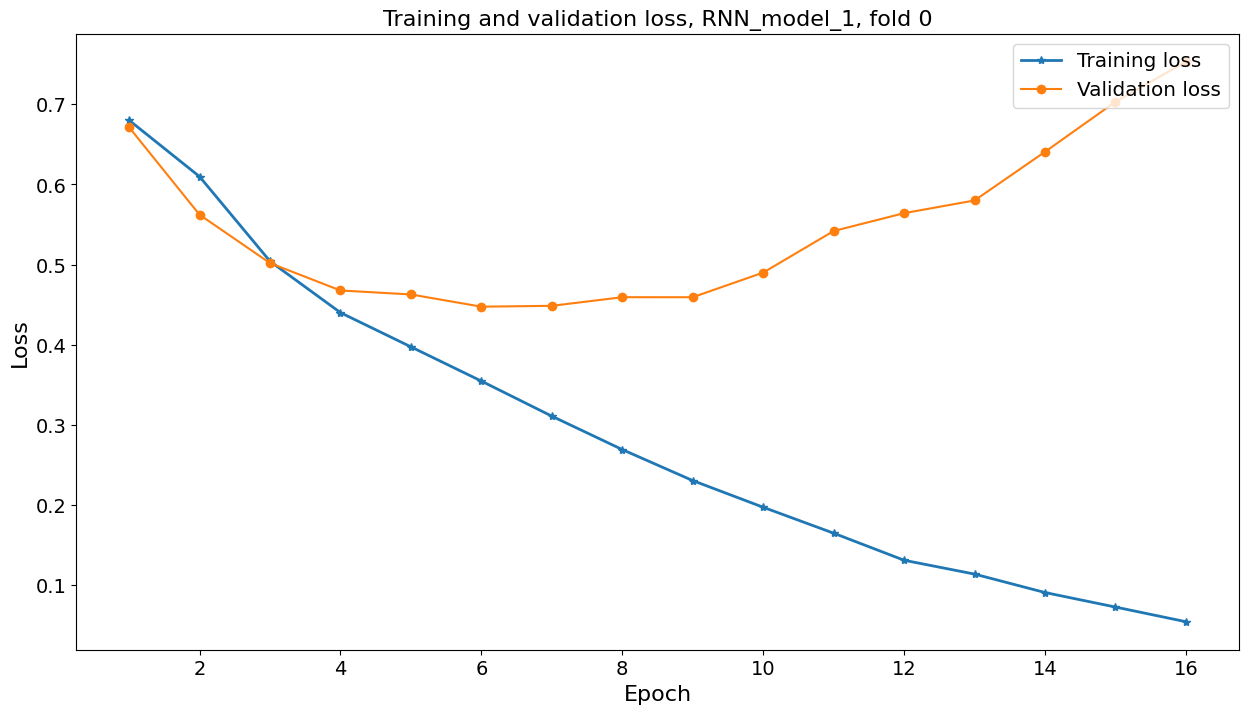 Training and validation loss, RNN_model_1, fold 0
Training loss
Validation loss
0.7
0.6
0.5
0.4
0.3
0.2
0.1
Loss
2 4 6 8 10 12 14 16
Epoch